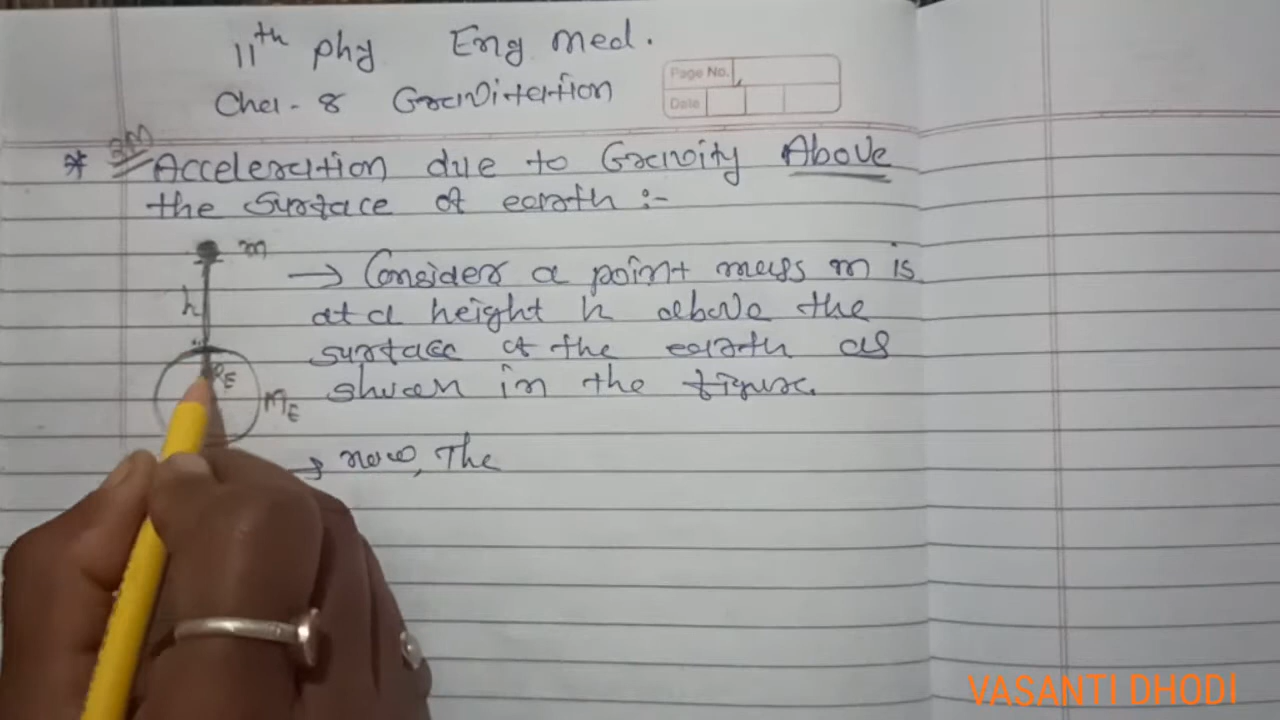 11th phy Eng med.
Cha - 8 Gravitation
Page No.
Date
* 3M Acceleration due to Gravity Above
the Surface of earth :-
m
h
RE
ME
→ Consider a point mass m is
at a height h above the
surface of the earth as
shwon in the figure.
→ now, The
VASANTI DHODI